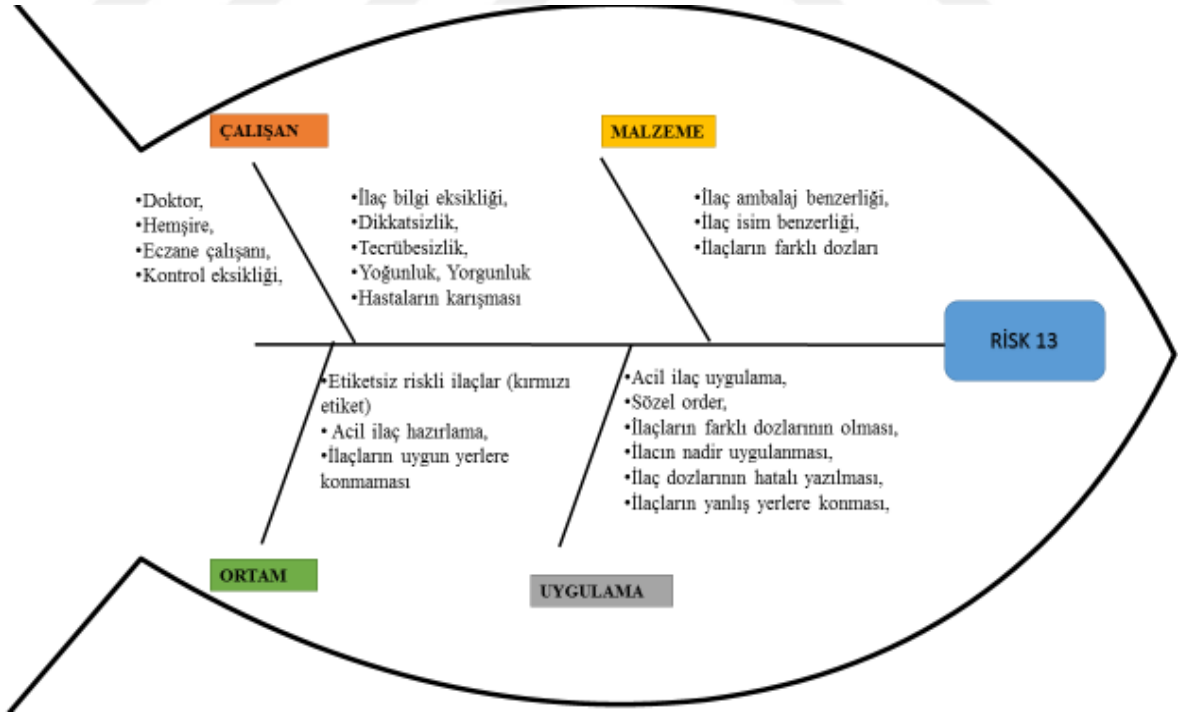 ÇALIŞAN
MALZEME
•Doktor,
•Hemşire,
•Eczane çalışanı,
•Kontrol eksikliği,
•İlaç bilgi eksikliği,
•Dikkatsizlik,
•Tecrübesizlik,
•Yoğunluk, Yorgunluk
•Hastaların karışması
•İlaç ambalaj benzerliği,
•İlaç isim benzerliği,
•İlaçların farklı dozları
RİSK 13
•Etiketsiz riskli ilaçlar (kırmızı
etiket)
• Acil ilaç hazırlama,
•İlaçların uygun yerlere
konmaması
•Acil ilaç uygulama,
•Sözel order,
•İlaçların farklı dozlarının olması,
•İlacın nadir uygulanması,
•İlaç dozlarının hatalı yazılması,
•İlaçların yanlış yerlere konması,
ORTAM
UYGULAMA